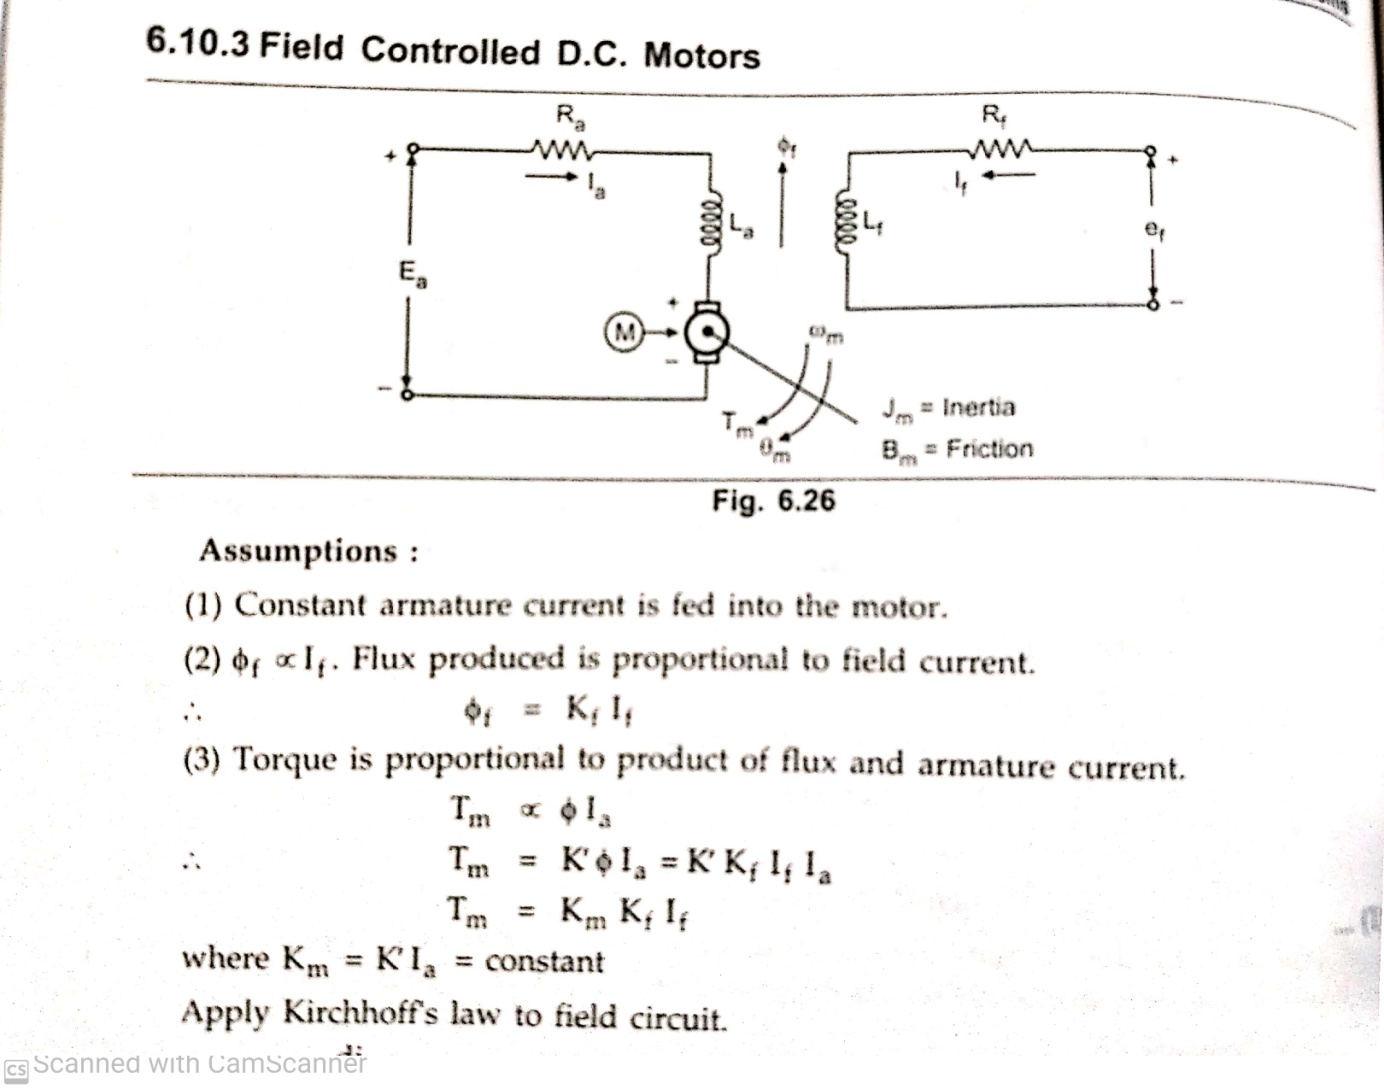 6.10.3 Field Controlled D.C. Motors
Rₐ
R_f
+
+
Iₐ
ϕ_f
I_f
Lₐ
L_f
e_f
Eₐ
+
−
M
ω_m
−
−
T_m
θ_m
J_m = Inertia
B_m = Friction
Fig. 6.26
Assumptions :
(1) Constant armature current is fed into the motor.
(2) ϕ_f ∝ I_f. Flux produced is proportional to field current.
∴ ϕ_f = K_f I_f
(3) Torque is proportional to product of flux and armature current.
T_m ∝ ϕ Iₐ
∴ T_m = K' ϕ Iₐ = K' K_f I_f Iₐ
T_m = K_m K_f I_f
where K_m = K' Iₐ = constant
Apply Kirchhoff's law to field circuit.
CS Scanned with CamScanner